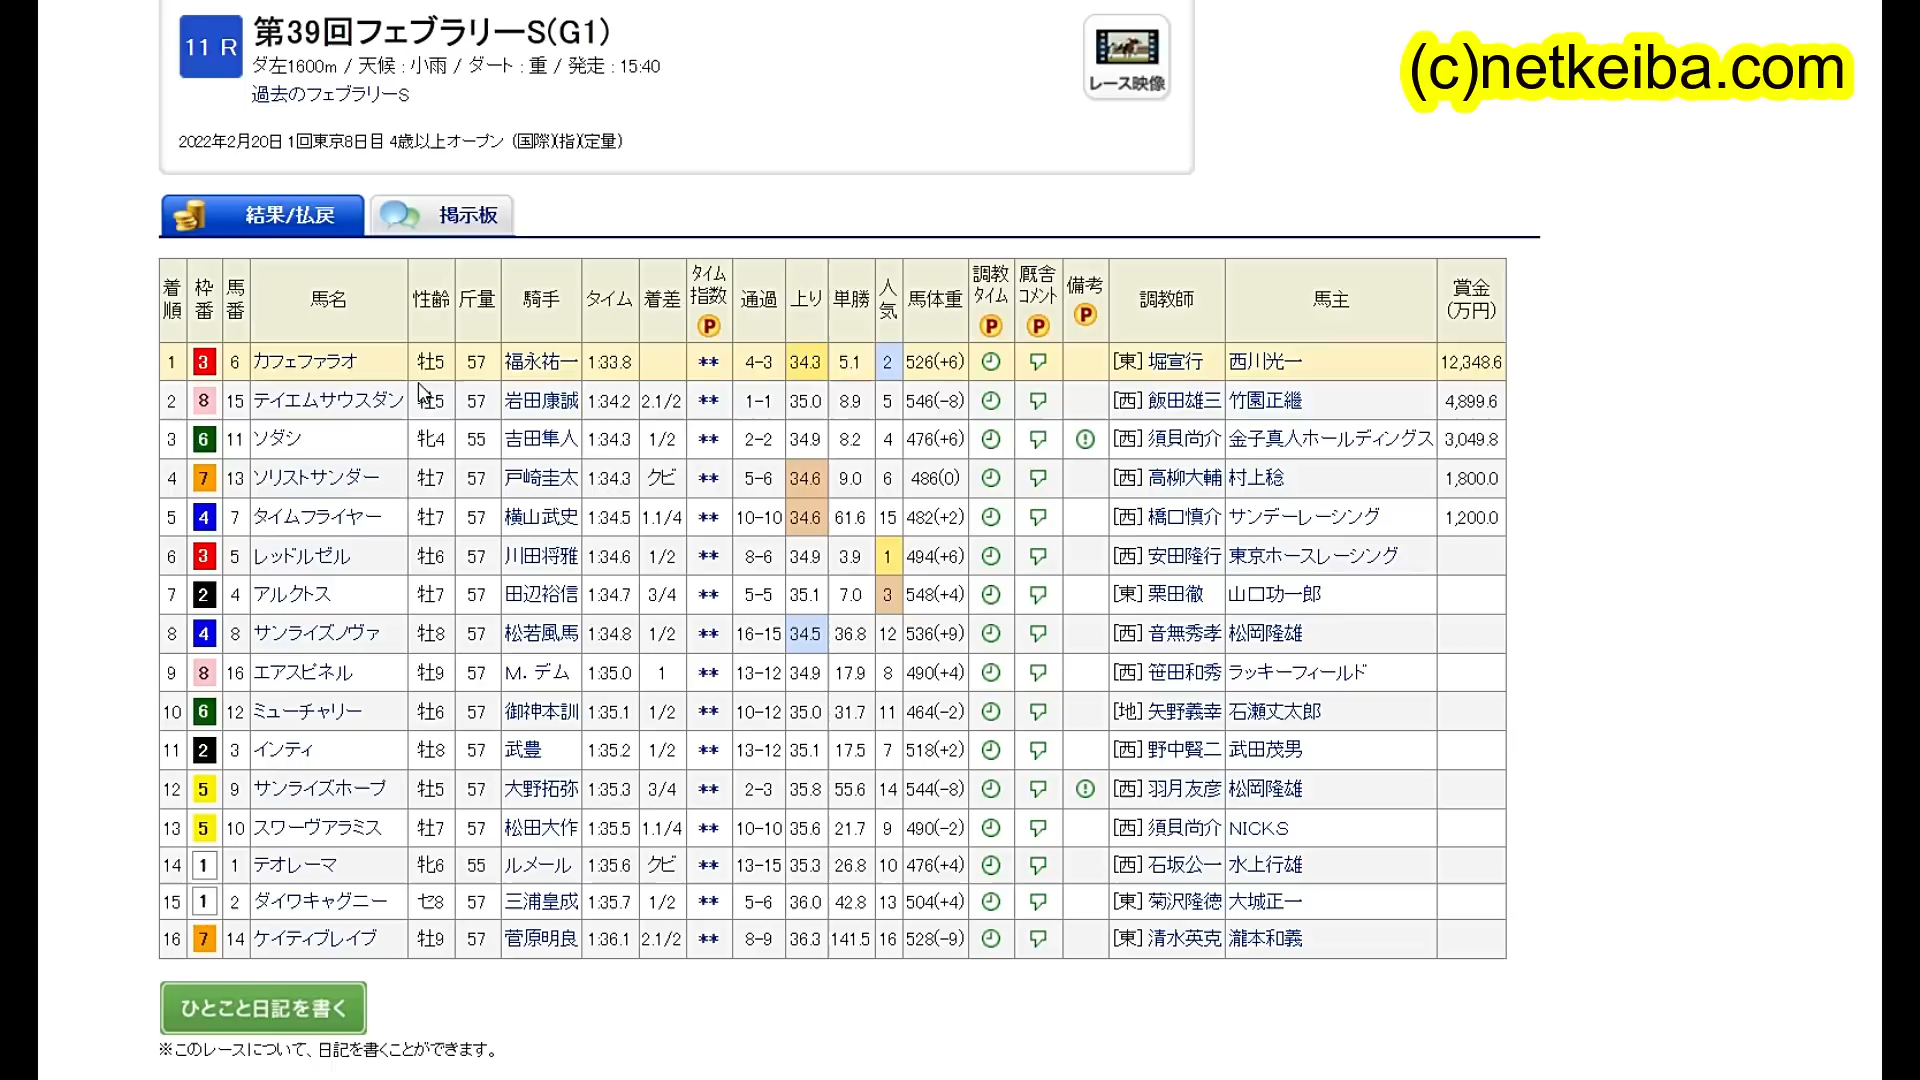 11 R
第39回フェブラリーS(G1)
ダ左1600m / 天候 : 小雨 / ダート : 重 / 発走 : 15:40
過去のフェブラリーS
レース映像
(c)netkeiba.com
2022年2月20日 1回東京8日目 4歳以上オープン (国際)(指)(定量)
結果/払戻 掲示板
着順 枠番 馬番 馬名 性齢 斤量 騎手 タイム 着差 タイム指数 P 通過 上り 単勝 人気 馬体重 調教タイム P 厩舎コメント P 備考 P 調教師 馬主 賞金(万円)
1 3 6 カフェファラオ 牡5 57 福永祐一 1:33.8 ** 4-3 34.3 5.1 2 526(+6) [東] 堀宣行 西川光一 12,348.6
2 8 15 テイエムサウスダン 牡5 57 岩田康誠 1:34.2 2.1/2 ** 1-1 35.0 8.9 5 546(-8) [西] 飯田雄三 竹園正繼 4,899.6
3 6 11 ソダシ 牝4 55 吉田隼人 1:34.3 1/2 ** 2-2 34.9 8.2 4 476(+6) [西] 須貝尚介 金子真人ホールディングス 3,049.8
4 7 13 ソリストサンダー 牡7 57 戸崎圭太 1:34.3 クビ ** 5-6 34.6 9.0 6 486(0) [西] 高柳大輔 村上稔 1,800.0
5 4 7 タイムフライヤー 牡7 57 横山武史 1:34.5 1.1/4 ** 10-10 34.6 61.6 15 482(+2) [西] 橋口慎介 サンデーレーシング 1,200.0
6 3 5 レッドルゼル 牡6 57 川田将雅 1:34.6 1/2 ** 8-6 34.9 3.9 1 494(+6) [西] 安田隆行 東京ホースレーシング
7 2 4 アルクトス 牡7 57 田辺裕信 1:34.7 3/4 ** 5-5 35.1 7.0 3 548(+4) [東] 栗田徹 山口功一郎
8 4 8 サンライズノヴァ 牡8 57 松若風馬 1:34.8 1/2 ** 16-15 34.5 36.8 12 536(+9) [西] 音無秀孝 松岡隆雄
9 8 16 エアスピネル 牡9 57 M.デム 1:35.0 1 ** 13-12 34.9 17.9 8 490(+4) [西] 笹田和秀 ラッキーフィールド
10 6 12 ミューチャリー 牡6 57 御神本訓 1:35.1 1/2 ** 10-12 35.0 31.7 11 464(-2) [地] 矢野義幸 石瀬丈太郎
11 2 3 インティ 牡8 57 武豊 1:35.2 1/2 ** 13-12 35.1 17.5 7 518(+2) [西] 野中賢二 武田茂男
12 5 9 サンライズホープ 牡5 57 大野拓弥 1:35.3 3/4 ** 2-3 35.8 55.6 14 544(-8) [西] 羽月友彦 松岡隆雄
13 5 10 スワーヴアラミス 牡7 57 松田大作 1:35.5 1.1/4 ** 10-10 35.6 21.7 9 490(-2) [西] 須貝尚介 NICKS
14 1 1 テオレーマ 牝6 55 ルメール 1:35.6 クビ ** 13-15 35.3 26.8 10 476(+4) [西] 石坂公一 水上行雄
15 1 2 ダイワキャグニー セ8 57 三浦皇成 1:35.7 1/2 ** 5-6 36.0 42.8 13 504(+4) [東] 菊沢隆徳 大城正一
16 7 14 ケイティブレイブ 牡9 57 菅原明良 1:36.1 2.1/2 ** 8-9 36.3 141.5 16 528(-9) [東] 清水英克 瀧本和義
ひとこと日記を書く
※このレースについて、日記を書くことができます。